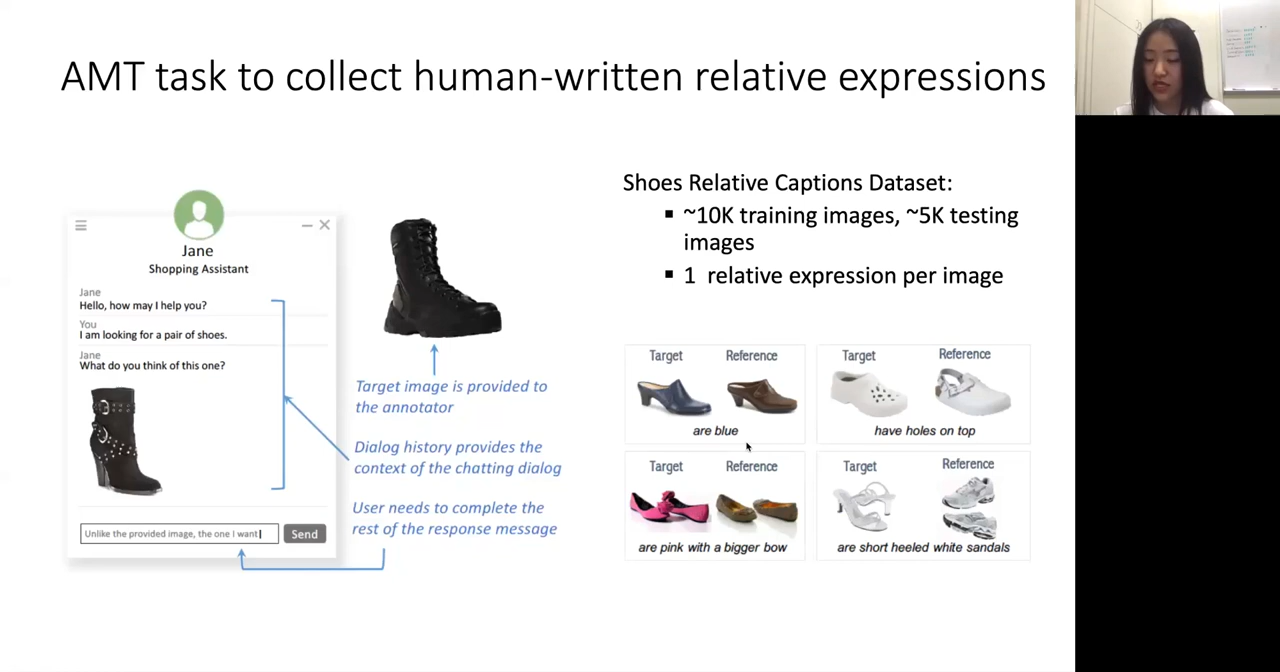 AMT task to collect human-written relative expressions
Jane
Shopping Assistant
Jane
Hello, how may I help you?
You
I am looking for a pair of shoes.
Jane
What do you think of this one?
Unlike the provided image, the one I want
Send
Target image is provided to
the annotator
Dialog history provides the
context of the chatting dialog
User needs to complete the
rest of the response message
Shoes Relative Captions Dataset:
▪ ~10K training images, ~5K testing
images
▪ 1 relative expression per image
Target Reference
are blue
Target Reference
have holes on top
Target Reference
are pink with a bigger bow
Target Reference
are short heeled white sandals